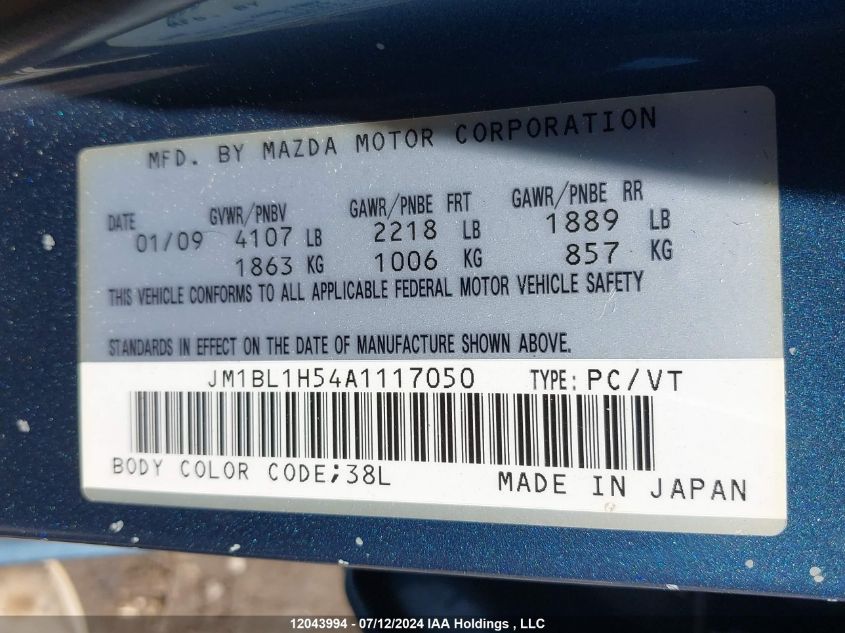 MFD. BY MAZDA MOTOR CORPORATION
DATE GVWR/PNBV GAWR/PNBE FRT GAWR/PNBE RR
01/09 4107 LB 2218 LB 1889 LB
1863 KG 1006 KG 857 KG
THIS VEHICLE CONFORMS TO ALL APPLICABLE FEDERAL MOTOR VEHICLE SAFETY
STANDARDS IN EFFECT ON THE DATE OF MANUFACTURE SHOWN ABOVE.
JM1BL1H54A1117050 TYPE: PC/VT
BODY COLOR CODE;38L MADE IN JAPAN
12043994 - 07/12/2024 IAA Holdings , LLC